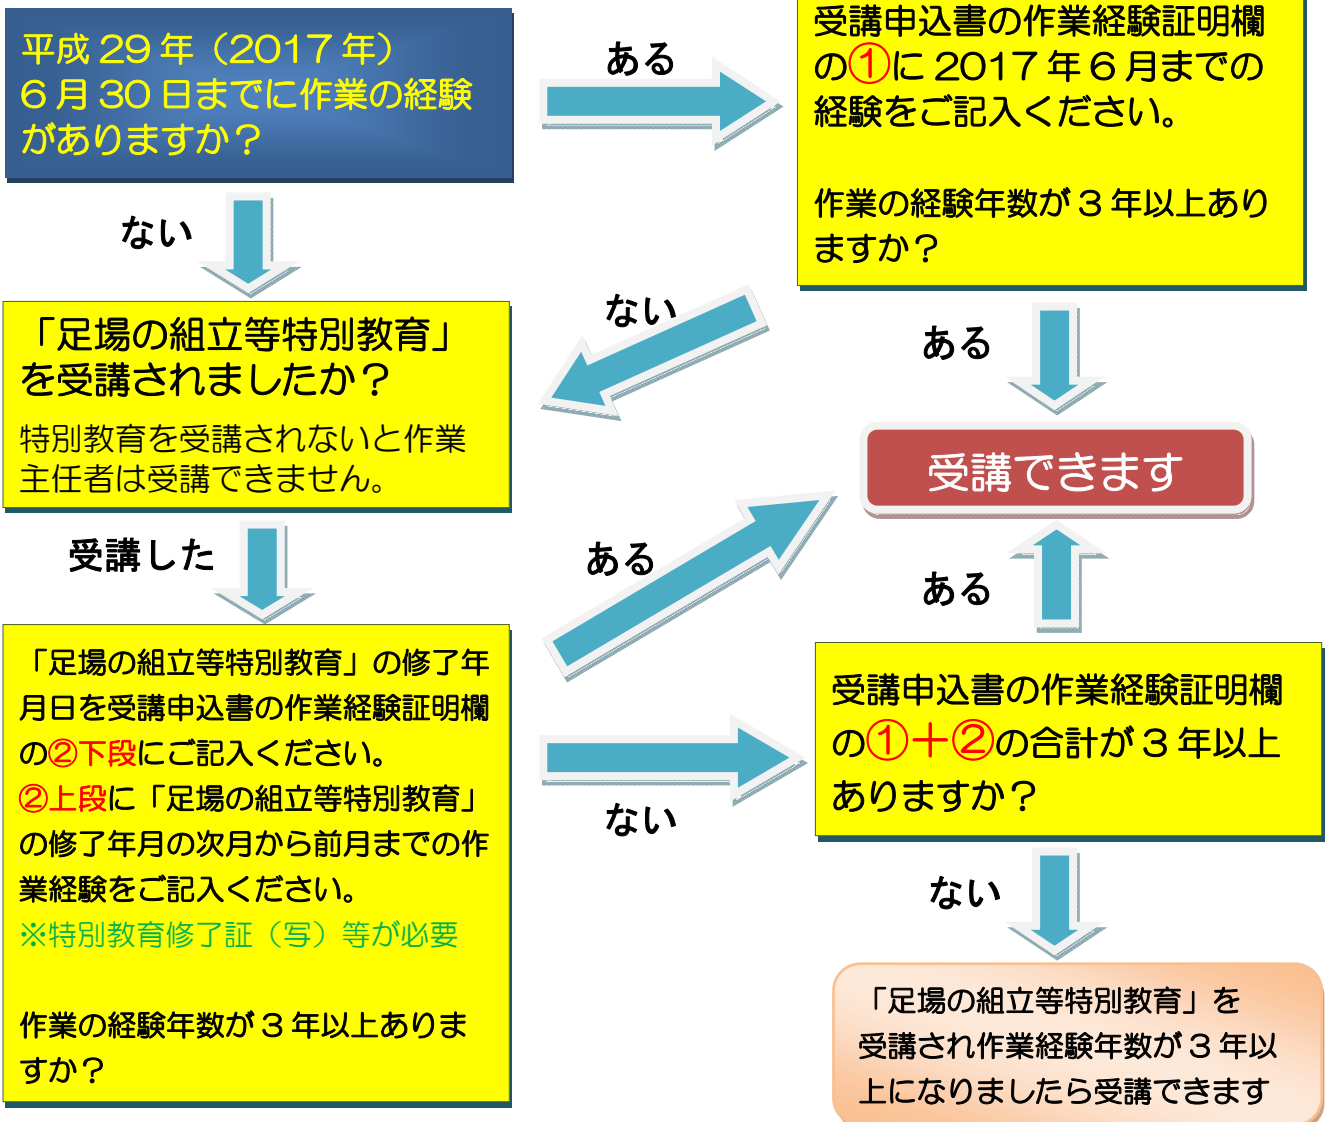 平成29年（2017年）
6月30日までに作業の経験
がありますか？
ある
受講申込書の作業経験証明欄
の①に2017年6月までの
経験をご記入ください。
作業の経験年数が3年以上あり
ますか？
ない
ない
ある
「足場の組立等特別教育」
を受講されましたか？
特別教育を受講されないと作業
主任者は受講できません。
受講できます
受講した
ある
ある
「足場の組立等特別教育」の修了年
月日を受講申込書の作業経験証明欄
の②下段にご記入ください。
②上段に「足場の組立等特別教育」
の修了年月の次月から前月までの作
業経験をご記入ください。
※特別教育修了証（写）等が必要
作業の経験年数が3年以上ありま
すか？
ない
受講申込書の作業経験証明欄
の①＋②の合計が3年以上
ありますか？
ない
「足場の組立等特別教育」を
受講され作業経験年数が3年以
上になりましたら受講できます